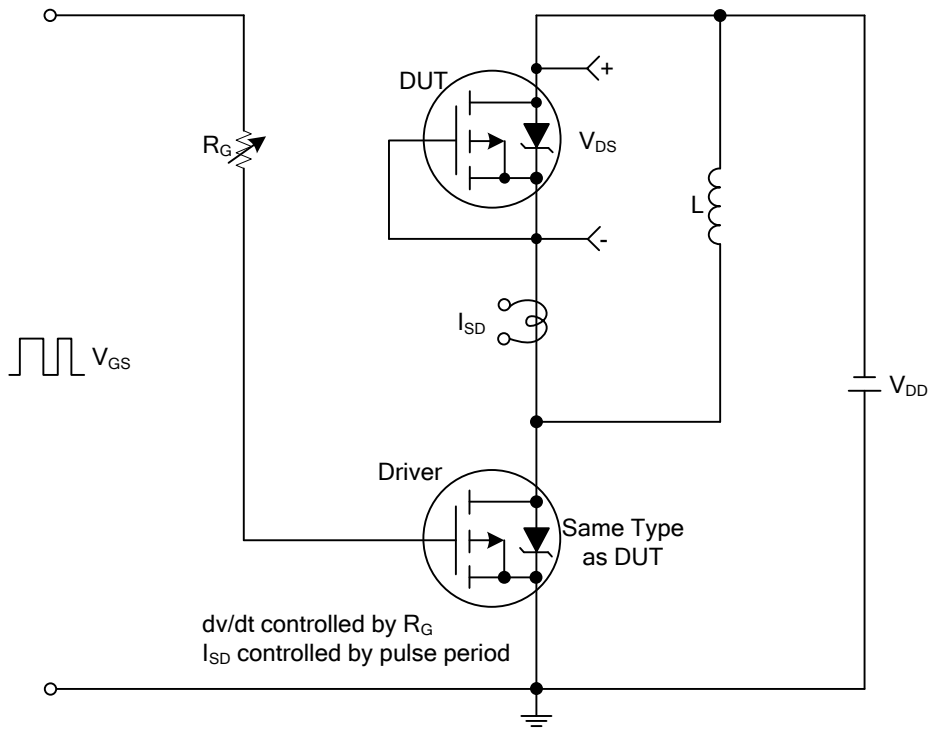 DUT
+
R_G
V_DS
L
-
I_SD
V_GS
V_DD
Driver
Same Type
as DUT
dv/dt controlled by R_G
I_SD controlled by pulse period